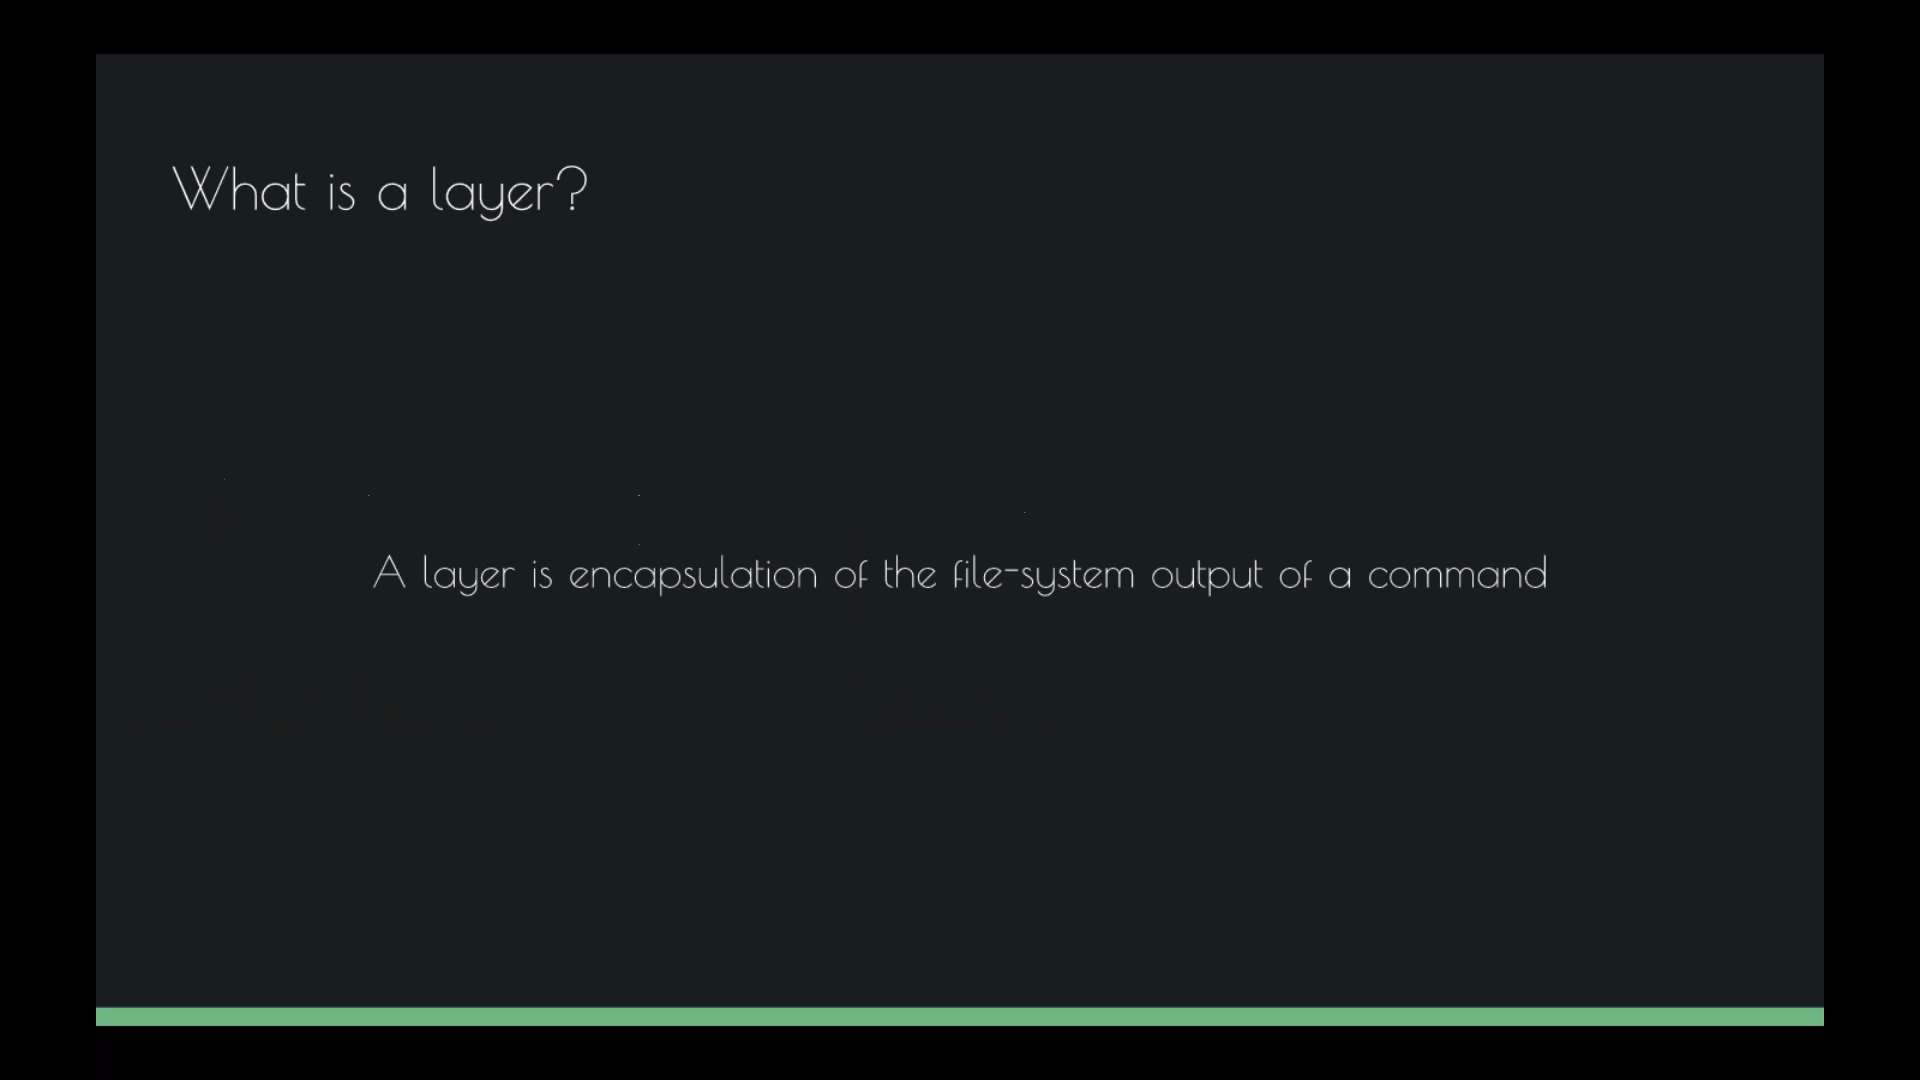 What is a layer?
A layer is encapsulation of the file-system output of a command